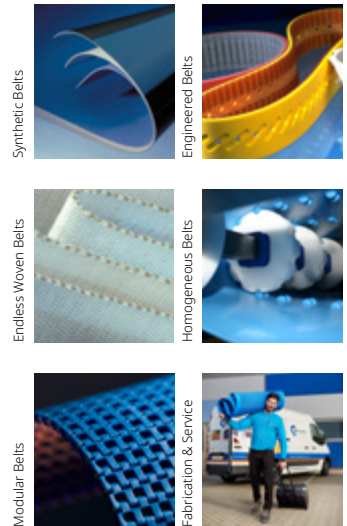 Synthetic Belts
Engineered Belts
Endless Woven Belts
Homogeneous Belts
Modular Belts
Fabrication & Service